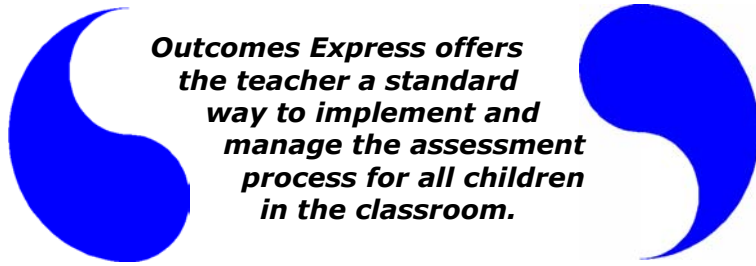 Outcomes Express offers
the teacher a standard
way to implement and
manage the assessment
process for all children
in the classroom.